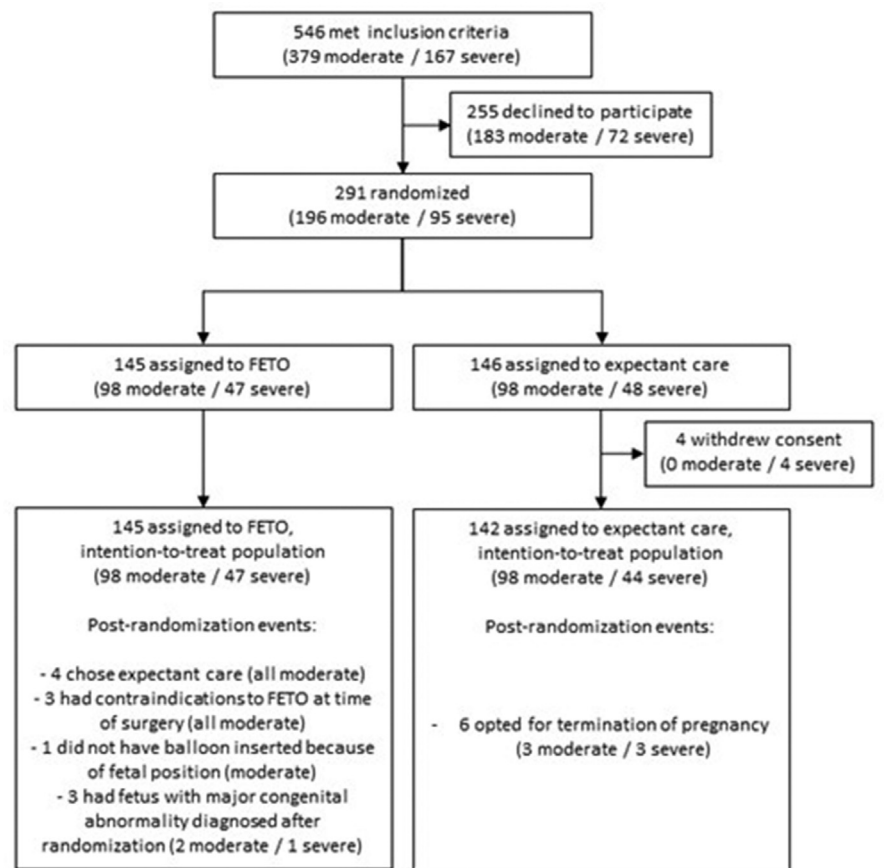 546 met inclusion criteria
(379 moderate / 167 severe)
255 declined to participate
(183 moderate / 72 severe)
291 randomized
(196 moderate / 95 severe)
145 assigned to FETO
(98 moderate / 47 severe)
146 assigned to expectant care
(98 moderate / 48 severe)
4 withdrew consent
(0 moderate / 4 severe)
145 assigned to FETO,
intention-to-treat population
(98 moderate / 47 severe)
Post-randomization events:
- 4 chose expectant care (all moderate)
- 3 had contraindications to FETO at time
of surgery (all moderate)
- 1 did not have balloon inserted because
of fetal position (moderate)
- 3 had fetus with major congenital
abnormality diagnosed after
randomization (2 moderate / 1 severe)
142 assigned to expectant care,
intention-to-treat population
(98 moderate / 44 severe)
Post-randomization events:
- 6 opted for termination of pregnancy
(3 moderate / 3 severe)